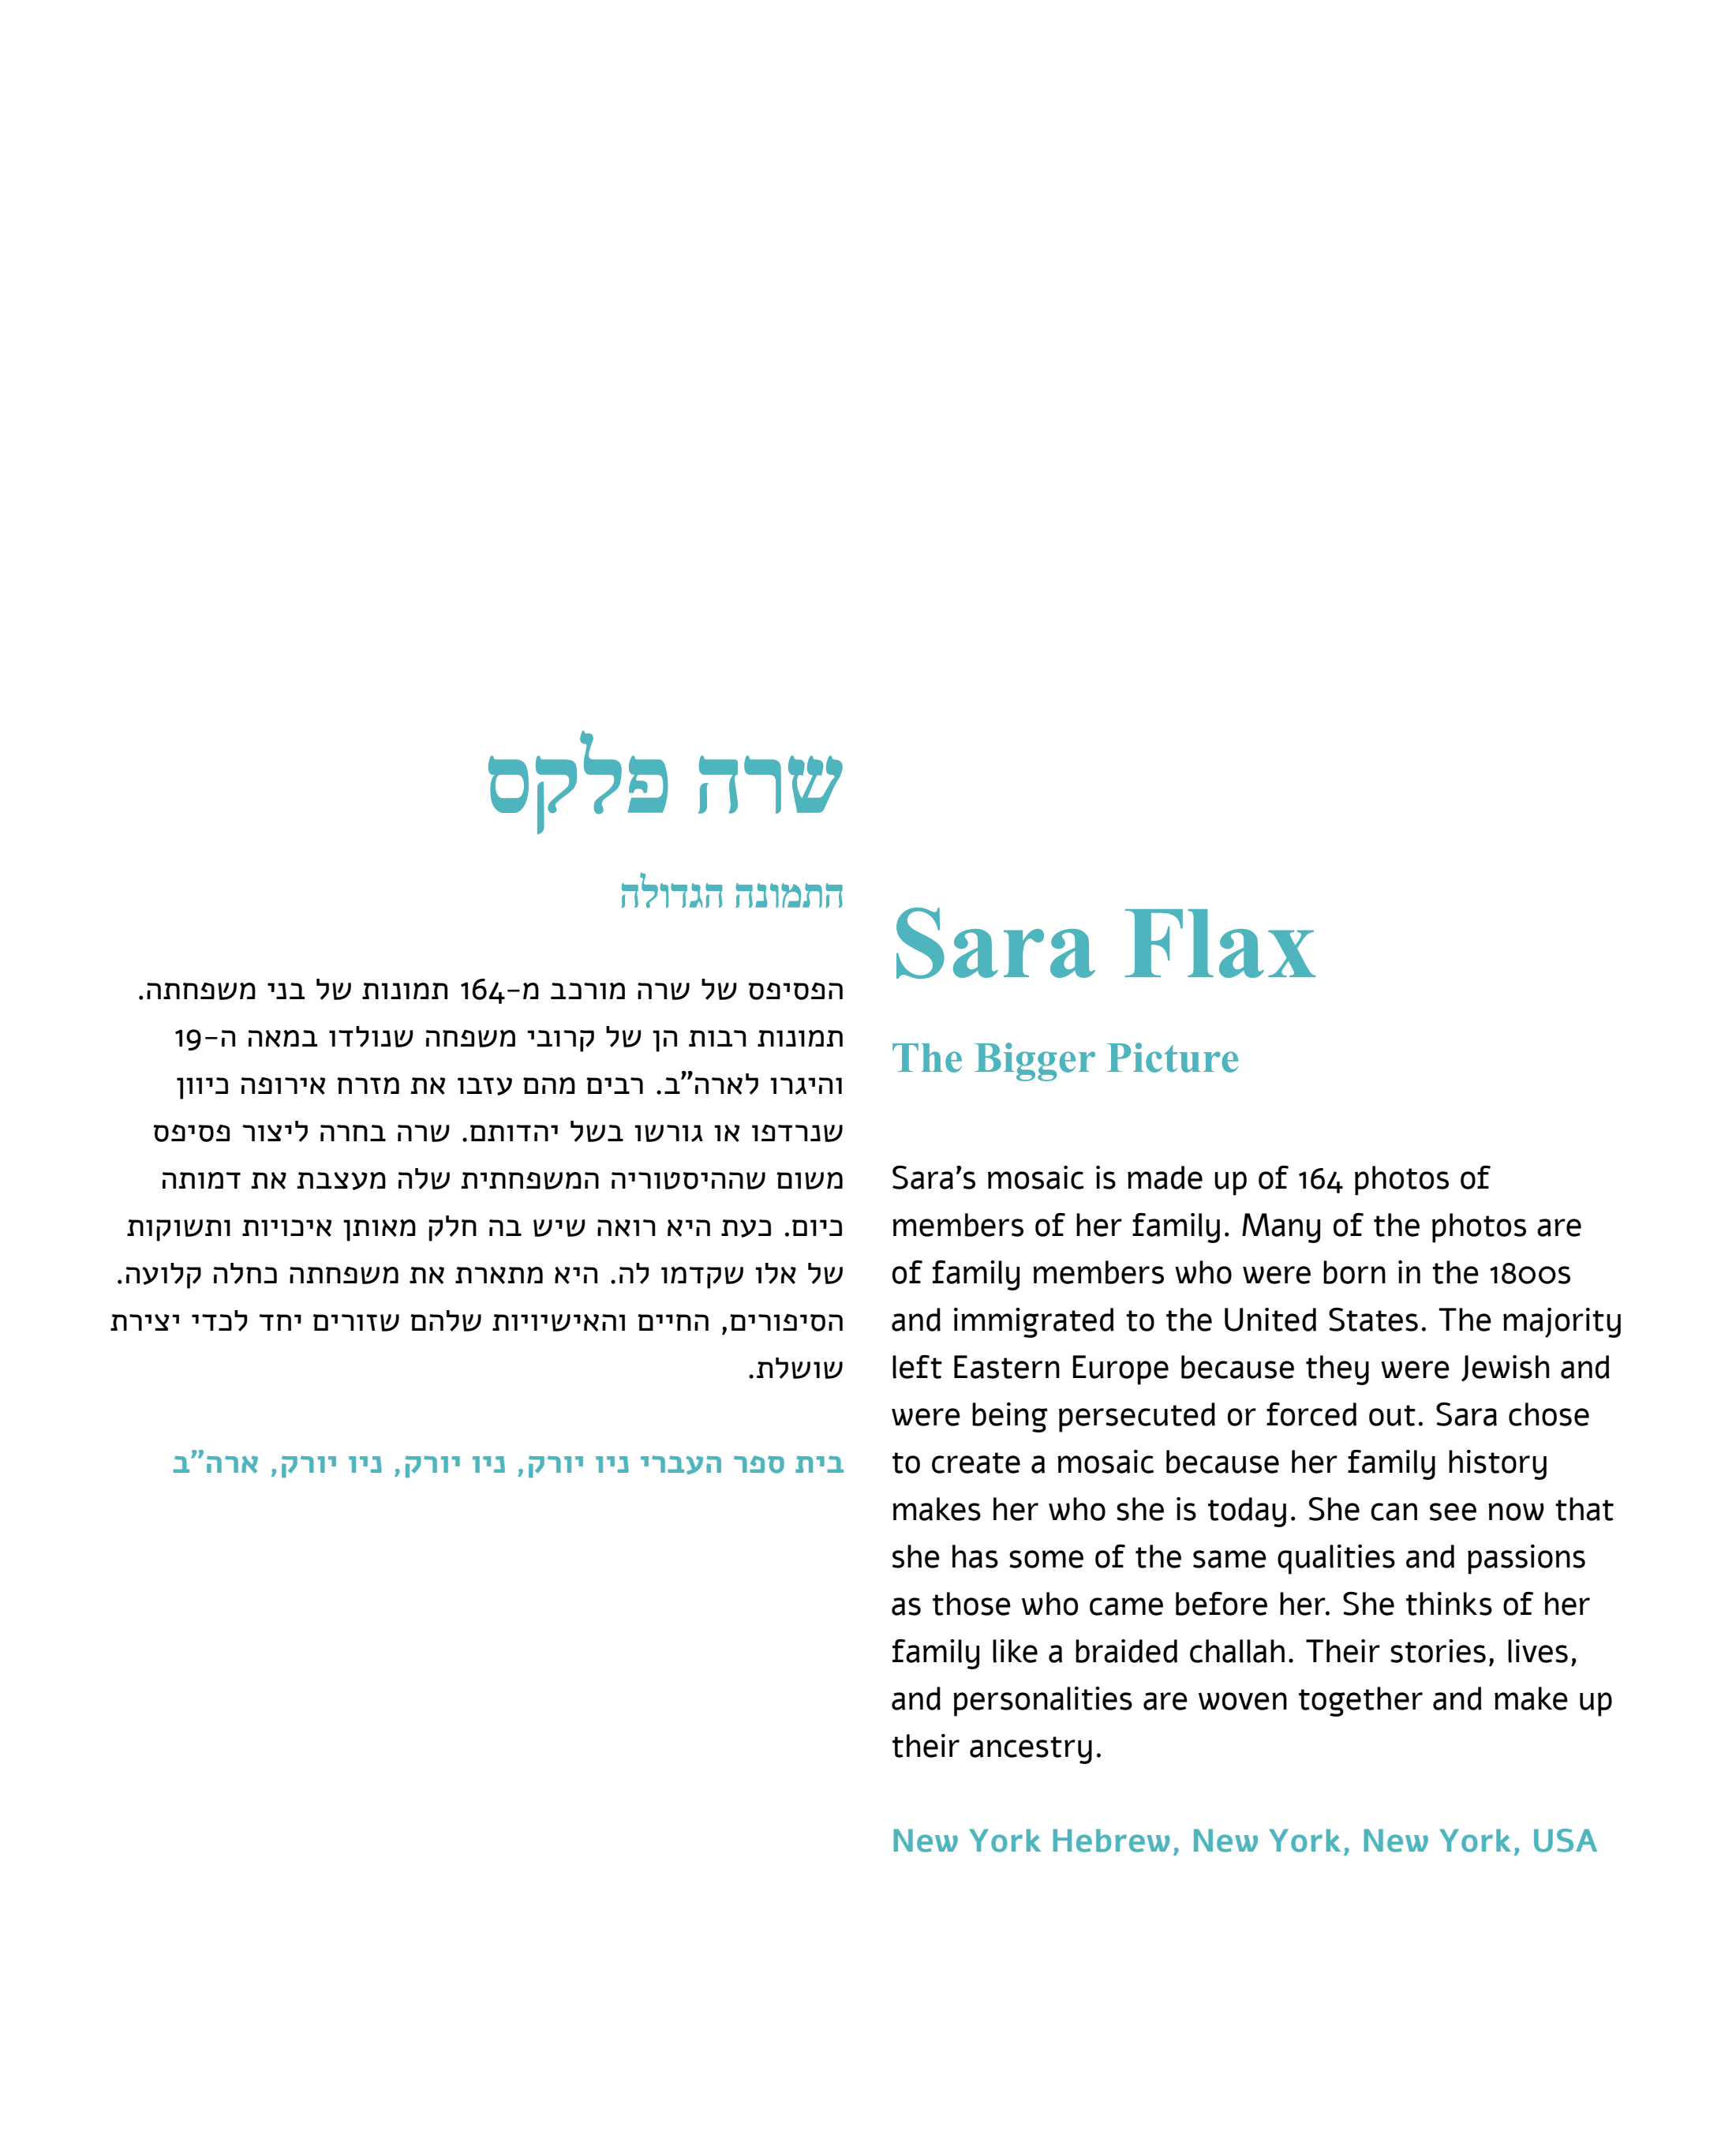 שרה פלקס
התמונה הגדולה
הפסיפס של שרה מורכב מ-164 תמונות של בני משפחתה.
תמונות רבות הן של קרובי משפחה שנולדו במאה ה-19
והיגרו לארה"ב. רבים מהם עזבו את מזרח אירופה כיוון
שנרדפו או גורשו בשל יהדותם. שרה בחרה ליצור פסיפס
משום שההיסטוריה המשפחתית שלה מעצבת את דמותה
כיום. כעת היא רואה שיש בה חלק מאותן איכויות ותשוקות
של אלו שקדמו לה. היא מתארת את משפחתה כחלה קלועה.
הסיפורים, החיים והאישיויות שלהם שזורים יחד לכדי יצירת
שושלת.
בית ספר העברי ניו יורק, ניו יורק, ניו יורק, ארה"ב
Sara Flax
The Bigger Picture
Sara's mosaic is made up of 164 photos of
members of her family. Many of the photos are
of family members who were born in the 1800s
and immigrated to the United States. The majority
left Eastern Europe because they were Jewish and
were being persecuted or forced out. Sara chose
to create a mosaic because her family history
makes her who she is today. She can see now that
she has some of the same qualities and passions
as those who came before her. She thinks of her
family like a braided challah. Their stories, lives,
and personalities are woven together and make up
their ancestry.
New York Hebrew, New York, New York, USA